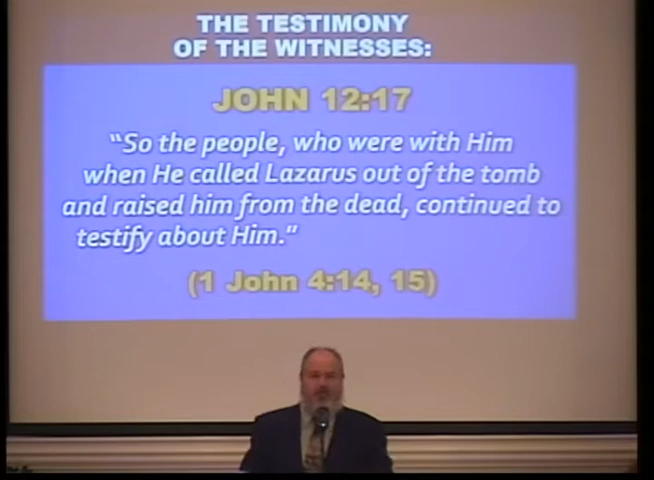 THE TESTIMONY
OF THE WITNESSES:
JOHN 12:17
“So the people, who were with Him
when He called Lazarus out of the tomb
and raised him from the dead, continued to
testify about Him.”
(1 John 4:14, 15)